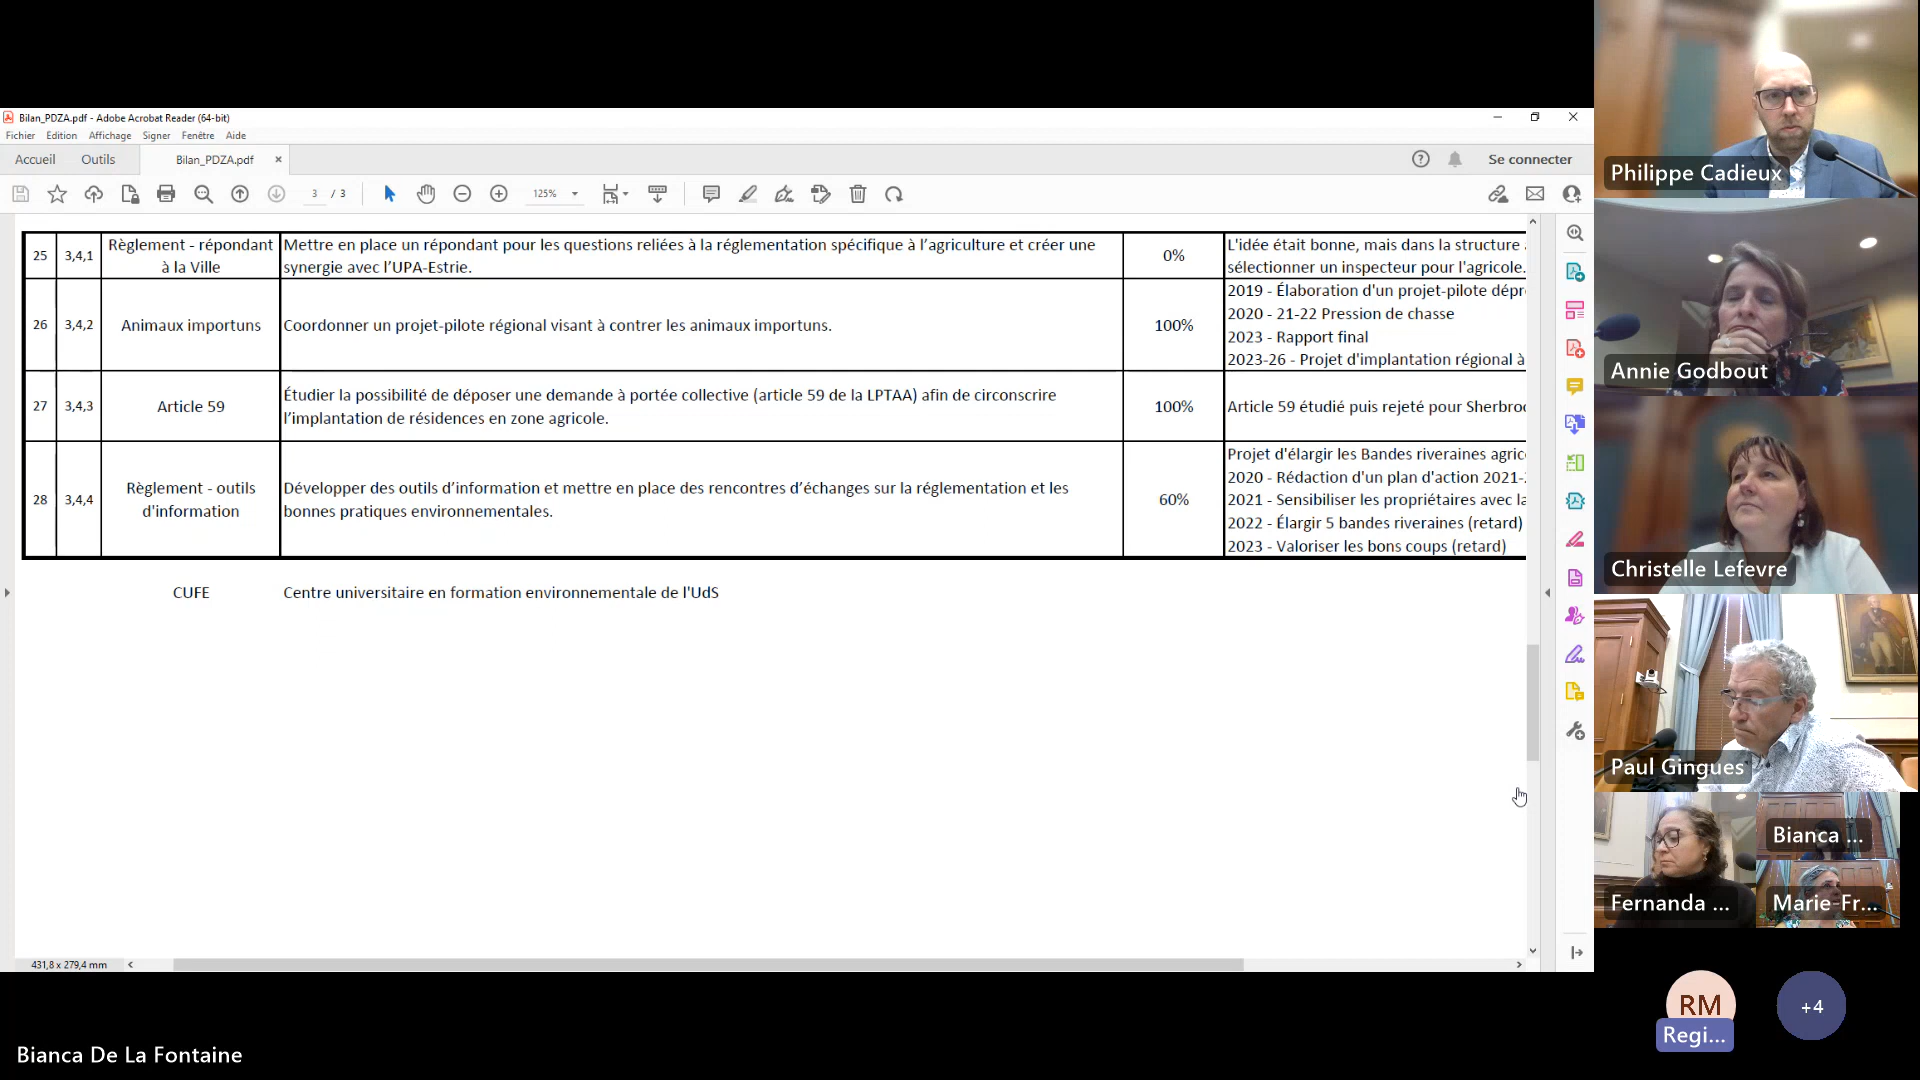 Bilan_PDZA.pdf - Adobe Acrobat Reader (64-bit)
Fichier Edition Affichage Signer Fenêtre Aide
Accueil Outils Bilan_PDZA.pdf × Se connecter
3 / 3 125%
25 3,4,1 Règlement - répondant à la Ville
Mettre en place un répondant pour les questions reliées à la réglementation spécifique à l'agriculture et créer une
synergie avec l'UPA-Estrie.
0%
L'idée était bonne, mais dans la structure
sélectionner un inspecteur pour l'agricole.
26 3,4,2 Animaux importuns
Coordonner un projet-pilote régional visant à contrer les animaux importuns.
100%
2019 - Élaboration d'un projet-pilote dépr
2020 - 21-22 Pression de chasse
2023 - Rapport final
2023-26 - Projet d'implantation régional à
27 3,4,3 Article 59
Étudier la possibilité de déposer une demande à portée collective (article 59 de la LPTAA) afin de circonscrire
l'implantation de résidences en zone agricole.
100%
Article 59 étudié puis rejeté pour Sherbroo
28 3,4,4 Règlement - outils d'information
Développer des outils d'information et mettre en place des rencontres d'échanges sur la réglementation et les
bonnes pratiques environnementales.
60%
Projet d'élargir les Bandes riveraines agric
2020 - Rédaction d'un plan d'action 2021-
2021 - Sensibiliser les propriétaires avec la
2022 - Élargir 5 bandes riveraines (retard)
2023 - Valoriser les bons coups (retard)
CUFE Centre universitaire en formation environnementale de l'UdS
431,8 x 279,4 mm
Philippe Cadieux
Annie Godbout
Christelle Lefevre
Paul Gingues
Fernanda ...
Bianca ...
Marie-Fr...
RM
Regi...
+4
Bianca De La Fontaine